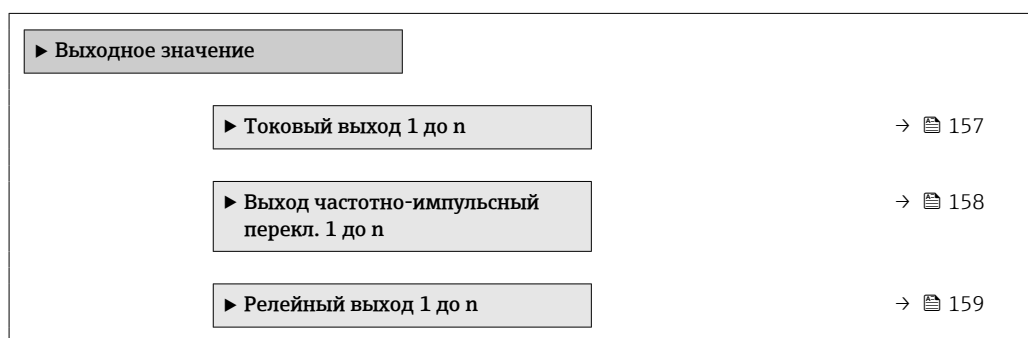 ▶ Выходное значение
▶ Токовый выход 1 до n → 157
▶ Выход частотно-импульсный
перекл. 1 до n → 158
▶ Релейный выход 1 до n → 159